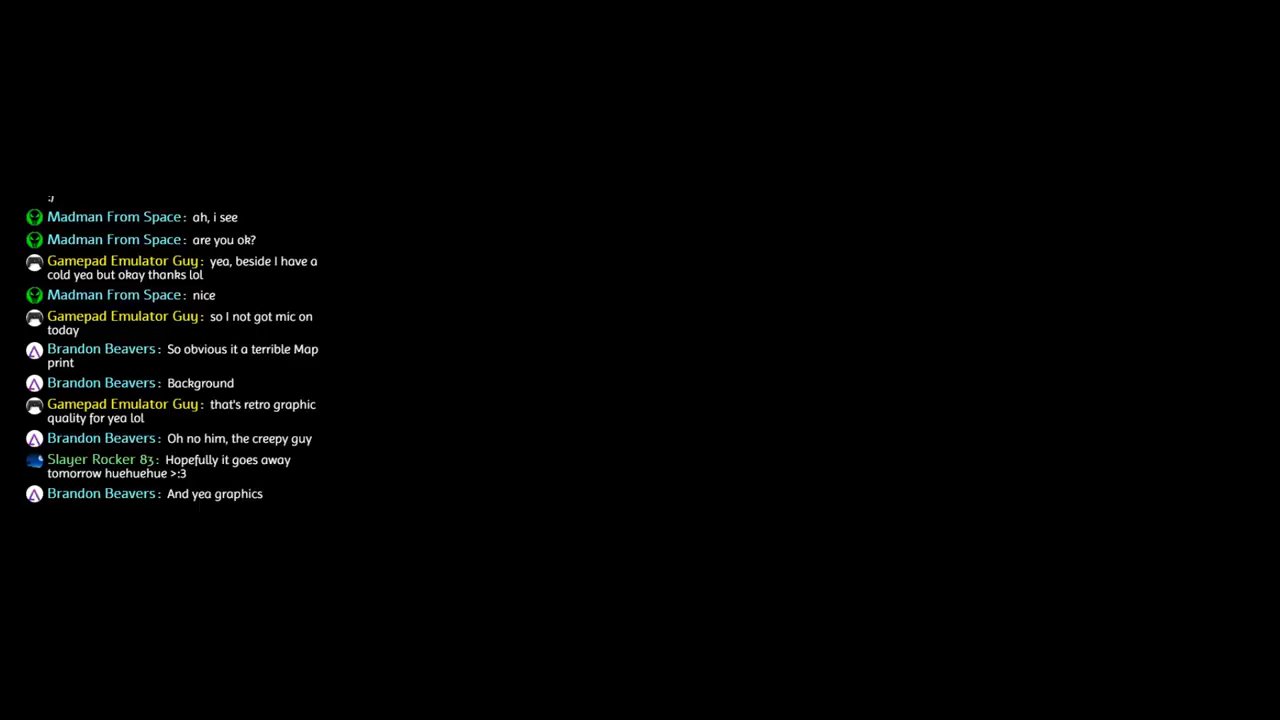 :/
Madman From Space: ah, i see
Madman From Space: are you ok?
Gamepad Emulator Guy: yea, beside I have a
cold yea but okay thanks lol
Madman From Space: nice
Gamepad Emulator Guy: so I not got mic on
today
Brandon Beavers: So obvious it a terrible Map
print
Brandon Beavers: Background
Gamepad Emulator Guy: that's retro graphic
quality for yea lol
Brandon Beavers: Oh no him, the creepy guy
Slayer Rocker 83: Hopefully it goes away
tomorrow huehuehue >:3
Brandon Beavers: And yea graphics